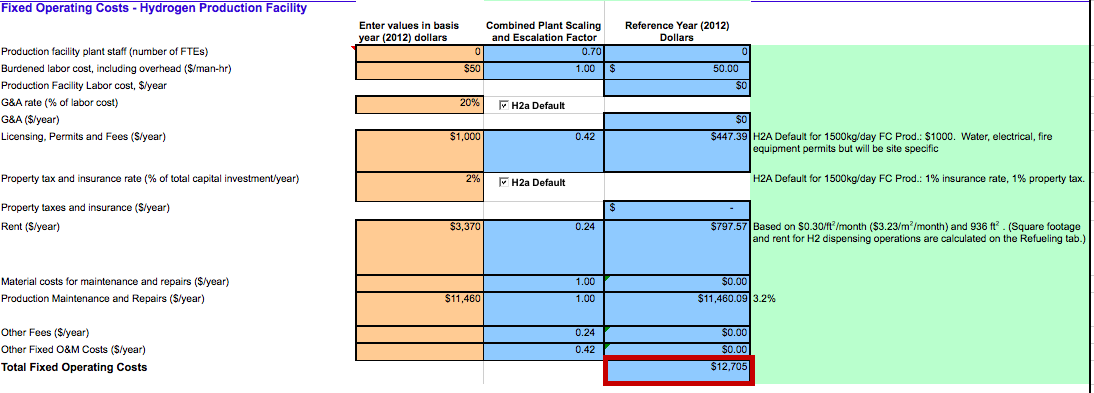 Fixed Operating Costs - Hydrogen Production Facility
Enter values in basis year (2012) dollars Combined Plant Scaling and Escalation Factor Reference Year (2012) Dollars
Production facility plant staff (number of FTEs) 0 0.70 0
Burdened labor cost, including overhead ($/man-hr) $50 1.00 $ 50.00
Production Facility Labor cost, $/year $0
G&A rate (% of labor cost) 20% H2a Default
G&A ($/year) $0
Licensing, Permits and Fees ($/year) $1,000 0.42 $447.39 H2A Default for 1500kg/day FC Prod.: $1000. Water, electrical, fire
equipment permits but will be site specific
Property tax and insurance rate (% of total capital investment/year) 2% H2a Default H2A Default for 1500kg/day FC Prod.: 1% insurance rate, 1% property tax.
Property taxes and insurance ($/year) $ -
Rent ($/year) $3,370 0.24 $797.57 Based on $0.30/ft²/month ($3.23/m²/month) and 936 ft² . (Square footage
and rent for H2 dispensing operations are calculated on the Refueling tab.)
Material costs for maintenance and repairs ($/year) 1.00 $0.00
Production Maintenance and Repairs ($/year) $11,460 1.00 $11,460.09 3.2%
Other Fees ($/year) 0.24 $0.00
Other Fixed O&M Costs ($/year) 0.42 $0.00
Total Fixed Operating Costs $12,705